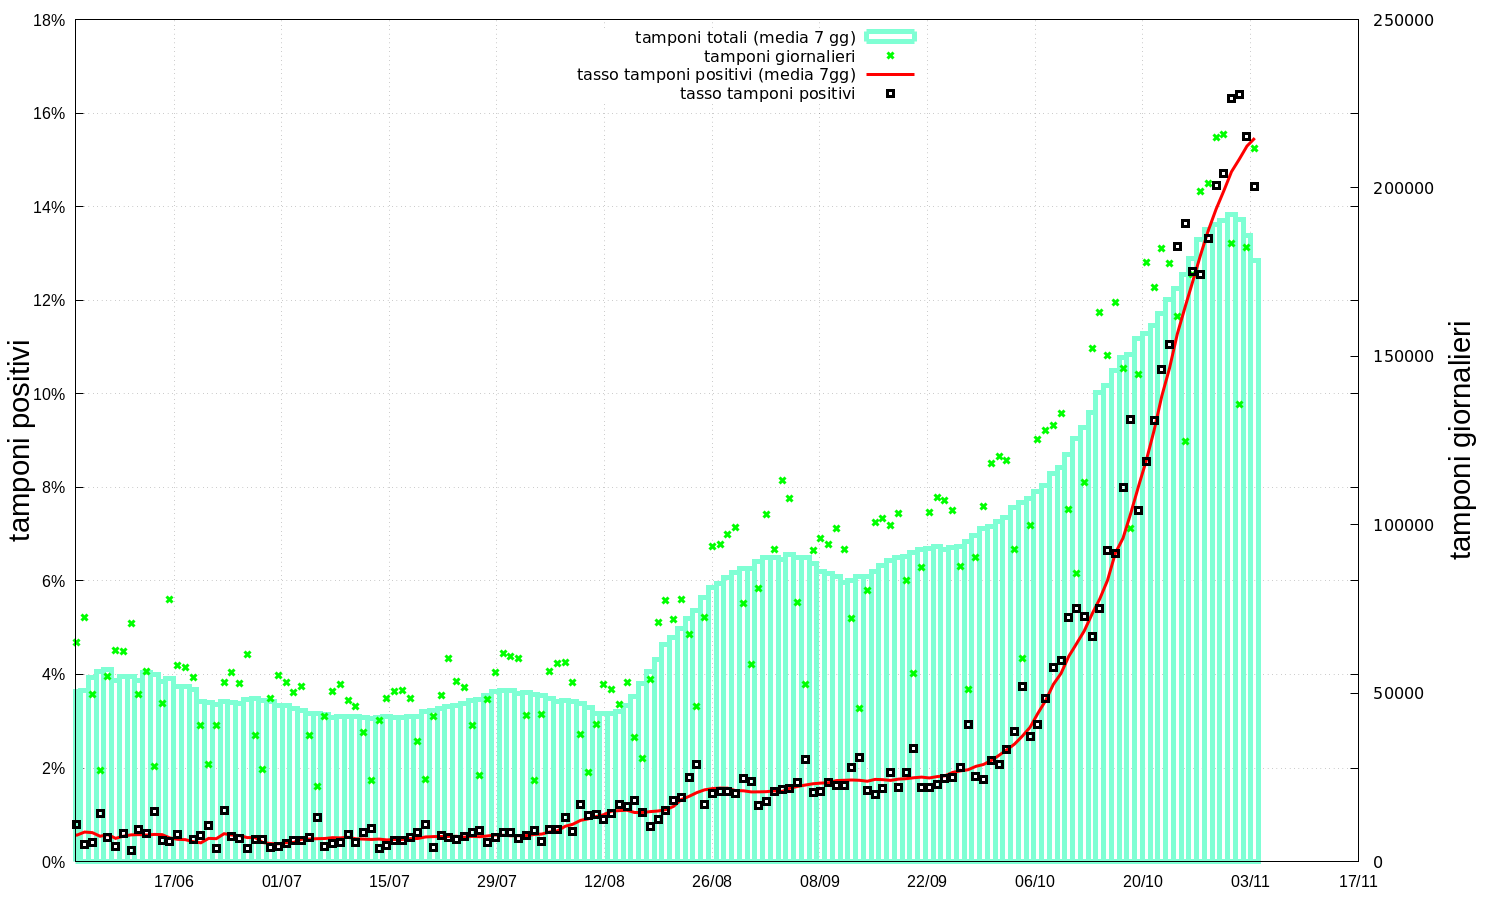 tamponi totali (media 7 gg)
tamponi giornalieri
tasso tamponi positivi (media 7gg)
tasso tamponi positivi
18%
16%
14%
12%
10%
8%
6%
4%
2%
0%
tamponi positivi
250000
200000
150000
100000
50000
0
tamponi giornalieri
17/06 01/07 15/07 29/07 12/08 26/08 08/09 22/09 06/10 20/10 03/11 17/11